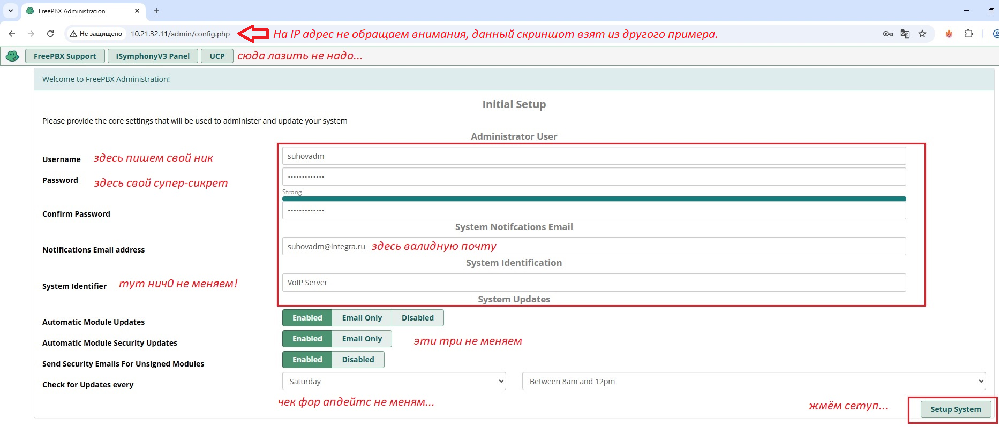 FreePBX Administration
Не защищено 10.21.32.11/admin/config.php На IP адрес не обращаем внимания, данный скриншот взят из другого примера.
FreePBX Support ISymphonyV3 Panel UCP сюда лазить не надо...
Welcome to FreePBX Administration!
Initial Setup
Please provide the core settings that will be used to administer and update your system
Administrator User
Username здесь пишем свой ник suhovadm
Password здесь свой супер-сикрет •••••••••••••
Strong
Confirm Password •••••••••••••
System Notifcations Email
Notifications Email address suhovadm@integra.ru здесь валидную почту
System Identification
System Identifier тут нич0 не меняем! VoIP Server
System Updates
Automatic Module Updates Enabled Email Only Disabled
Automatic Module Security Updates Enabled Email Only эти три не меняем
Send Security Emails For Unsigned Modules Enabled Disabled
Check for Updates every Saturday Between 8am and 12pm
чек фор апдейтс не меням... жмём сетуп...
Setup System